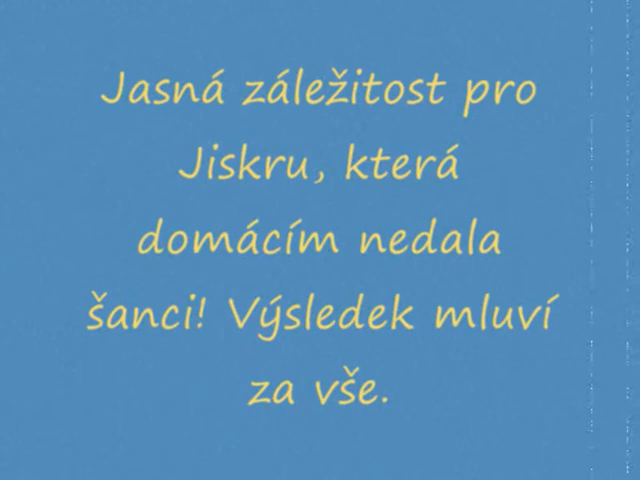 Jasná záležitost pro
Jiskru, která
domácím nedala
šanci! Výsledek mluví
za vše.